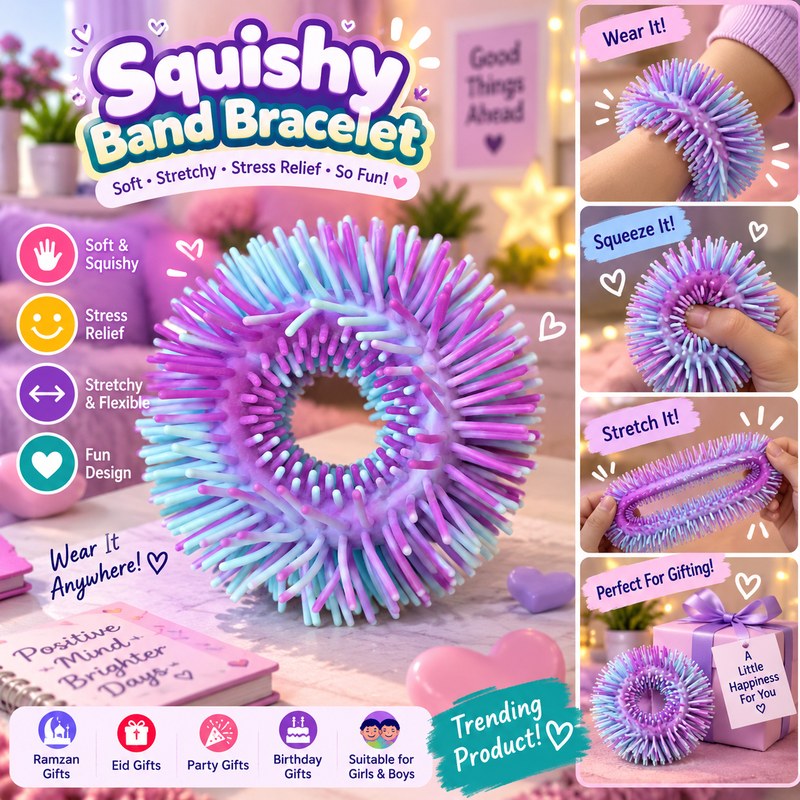 Squishy
Band Bracelet
Soft • Stretchy • Stress Relief • So Fun!
Good
Things
Ahead
Soft &
Squishy
Stress
Relief
Stretchy
& Flexible
Fun
Design
Wear It
Anywhere!
Positive
Mind
Brighter
Days
Ramzan
Gifts
Eid Gifts
Party Gifts
Birthday
Gifts
Suitable for
Girls & Boys
Trending
Product!
Wear It!
Squeeze It!
Stretch It!
Perfect For Gifting!
A
Little
Happiness
For You